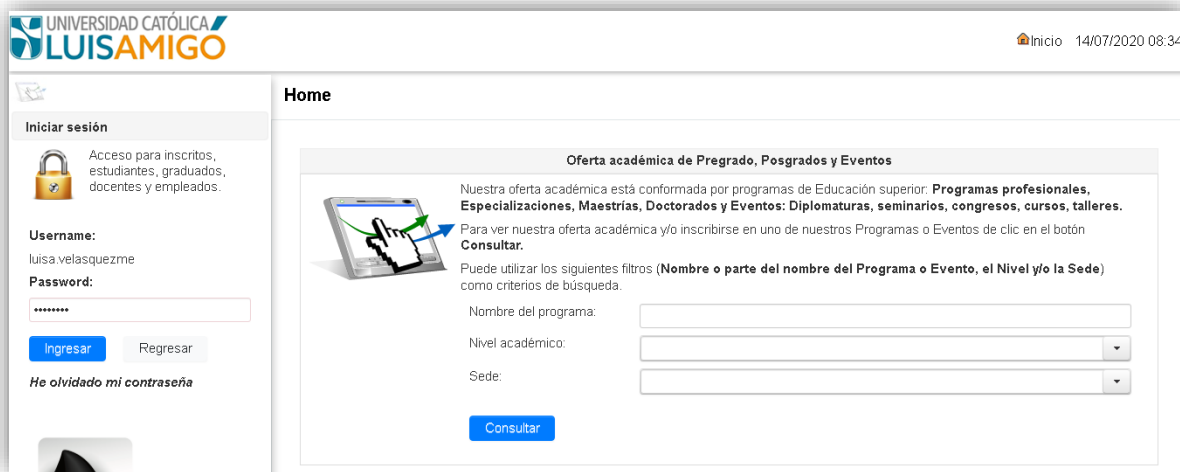 UNIVERSIDAD CATÓLICA
LUISAMIGÓ
Inicio 14/07/2020 08:34
Home
Iniciar sesión
Acceso para inscritos,
estudiantes, graduados,
docentes y empleados.
Username:
luisa.velasquezme
Password:
••••••••
Ingresar Regresar
He olvidado mi contraseña
Oferta académica de Pregrado, Posgrados y Eventos
Nuestra oferta académica está conformada por programas de Educación superior: Programas profesionales,
Especializaciones, Maestrías, Doctorados y Eventos: Diplomaturas, seminarios, congresos, cursos, talleres.
Para ver nuestra oferta académica y/o inscribirse en uno de nuestros Programas o Eventos de clic en el botón
Consultar.
Puede utilizar los siguientes filtros (Nombre o parte del nombre del Programa o Evento, el Nivel y/o la Sede)
como criterios de búsqueda.
Nombre del programa:
Nivel académico:
Sede:
Consultar